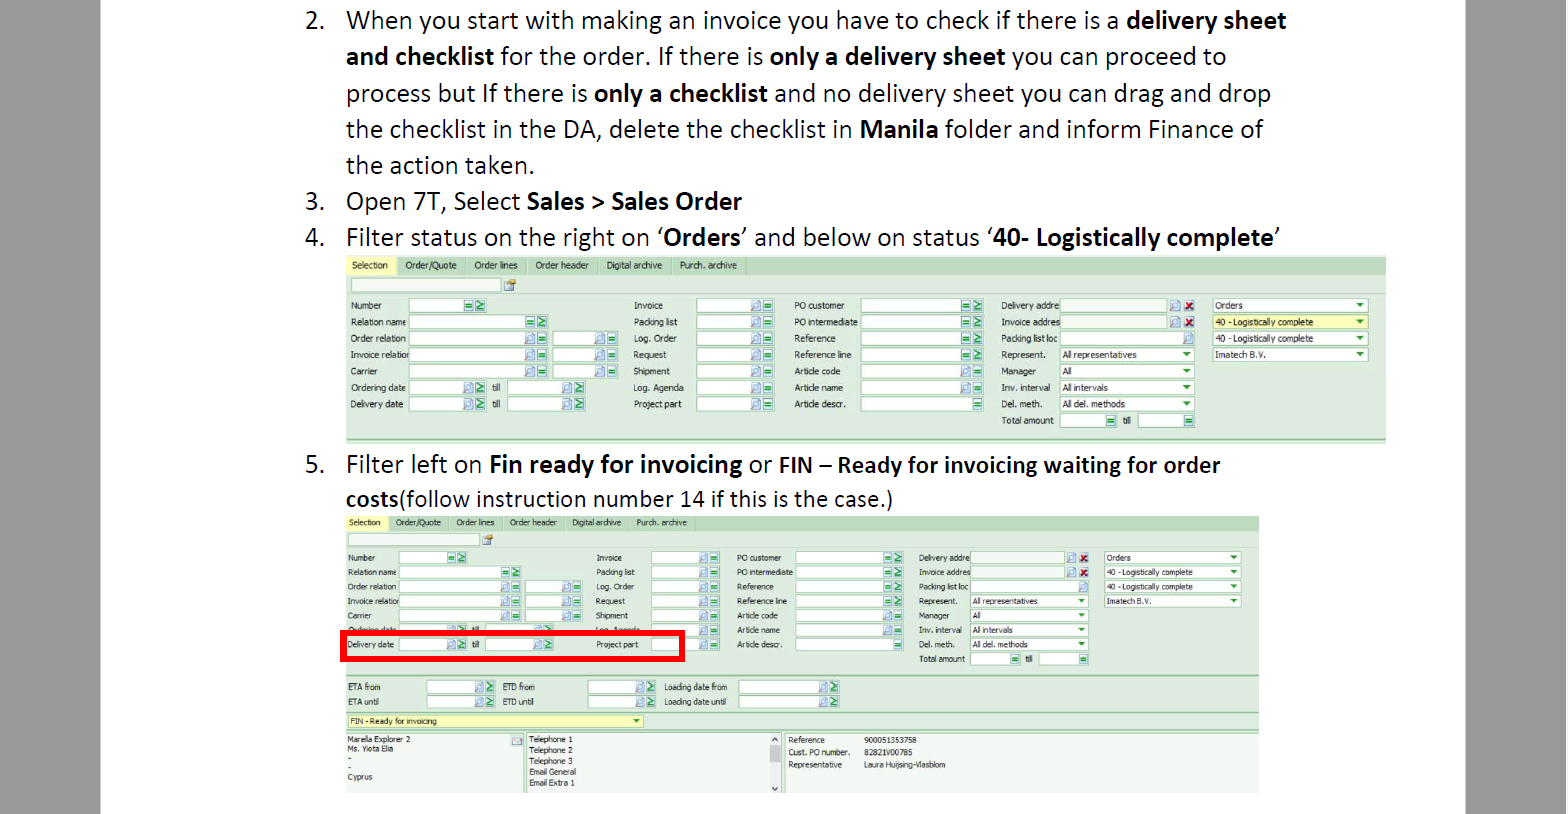 2. When you start with making an invoice you have to check if there is a delivery sheet
and checklist for the order. If there is only a delivery sheet you can proceed to
process but If there is only a checklist and no delivery sheet you can drag and drop
the checklist in the DA, delete the checklist in Manila folder and inform Finance of
the action taken.
3. Open 7T, Select Sales > Sales Order
4. Filter status on the right on ‘Orders’ and below on status ‘40- Logistically complete’
Selection Order/Quote Order lines Order header Digital archive Purch. archive
Number Invoice PO customer Delivery addre Orders
Relation name Packing list PO intermediate Invoice addres 40 - Logistically complete
Order relation Log. Order Reference Packing list loc 40 - Logistically complete
Invoice relatior Request Reference line Represent. All representatives Imatech B.V.
Carrier Shipment Article code Manager All
Ordering date till Log. Agenda Article name Inv. interval All intervals
Delivery date till Project part Article descr. Del. meth. All del. methods
Total amount till
5. Filter left on Fin ready for invoicing or FIN – Ready for invoicing waiting for order
costs(follow instruction number 14 if this is the case.)
Selection Order/Quote Order lines Order header Digital archive Purch. archive
Number Invoice PO customer Delivery addre Orders
Relation name Packing list PO intermediate Invoice addres 40 - Logistically complete
Order relation Log. Order Reference Packing list loc 40 - Logistically complete
Invoice relatior Request Reference line Represent. All representatives Imatech B.V.
Carrier Shipment Article code Manager All
Ordering date till Log. Agenda Article name Inv. interval All intervals
Delivery date till Project part Article descr. Del. meth. All del. methods
Total amount till
ETA from ETD from Loading date from
ETA until ETD until Loading date until
FIN - Ready for invoicing
Marella Explorer 2 Telephone 1 Reference 900051353758
Ms. Yiota Elia Telephone 2 Cust. PO number. 82821V00785
- Telephone 3 Representative Laura Huijsing-Vlasblom
- Email General
Cyprus Email Extra 1